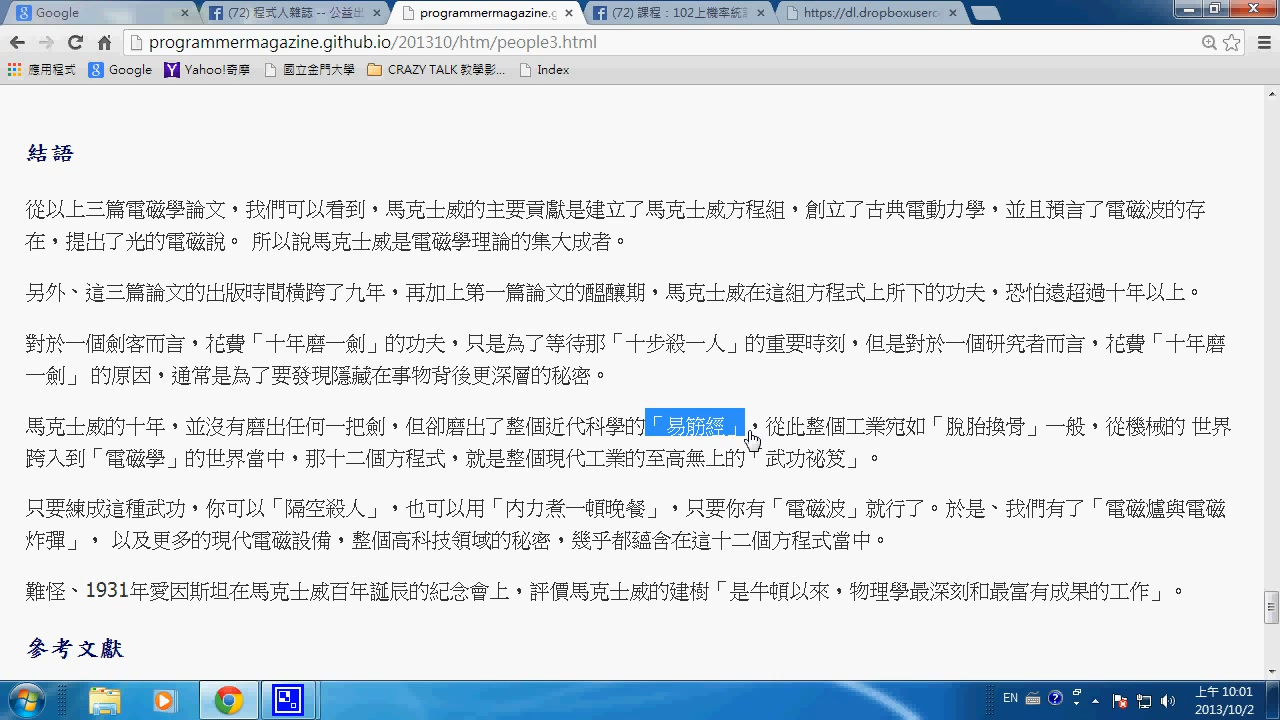 Google
(72) 程式人雜誌 -- 公益出
programmermagazine.g
(72) 課程：102上機率統計
https://dl.dropboxuserco
programmermagazine.github.io/201310/htm/people3.html
應用程式
Google
Yahoo!奇摩
國立金門大學
CRAZY TALK 教學影...
Index
結語
從以上三篇電磁學論文，我們可以看到，馬克士威的主要貢獻是建立了馬克士威方程組，創立了古典電動力學，並且預言了電磁波的存
在，提出了光的電磁說。 所以說馬克士威是電磁學理論的集大成者。
另外、這三篇論文的出版時間橫跨了九年，再加上第一篇論文的醞釀期，馬克士威在這組方程式上所下的功夫，恐怕遠超過十年以上。
對於一個劍客而言，花費「十年磨一劍」的功夫，只是為了等待那「十步殺一人」的重要時刻，但是對於一個研究者而言，花費「十年磨
一劍」 的原因，通常是為了要發現隱藏在事物背後更深層的秘密。
馬克士威的十年，並沒有磨出任何一把劍，但卻磨出了整個近代科學的「易筋經」，從此整個工業宛如「脫胎換骨」一般，從機械的 世界
跨入到「電磁學」的世界當中，那十二個方程式，就是整個現代工業的至高無上的「武功祕笈」。
只要練成這種武功，你可以「隔空殺人」，也可以用「内力煮一頓晚餐」，只要你有「電磁波」就行了。於是、我們有了「電磁爐與電磁
炸彈」， 以及更多的現代電磁設備，整個高科技領域的秘密，幾乎都蘊含在這十二個方程式當中。
難怪、1931年愛因斯坦在馬克士威百年誕辰的紀念會上，評價馬克士威的建樹「是牛頓以來，物理學最深刻和最富有成果的工作」。
參考文獻
EN
上午 10:01
2013/10/2